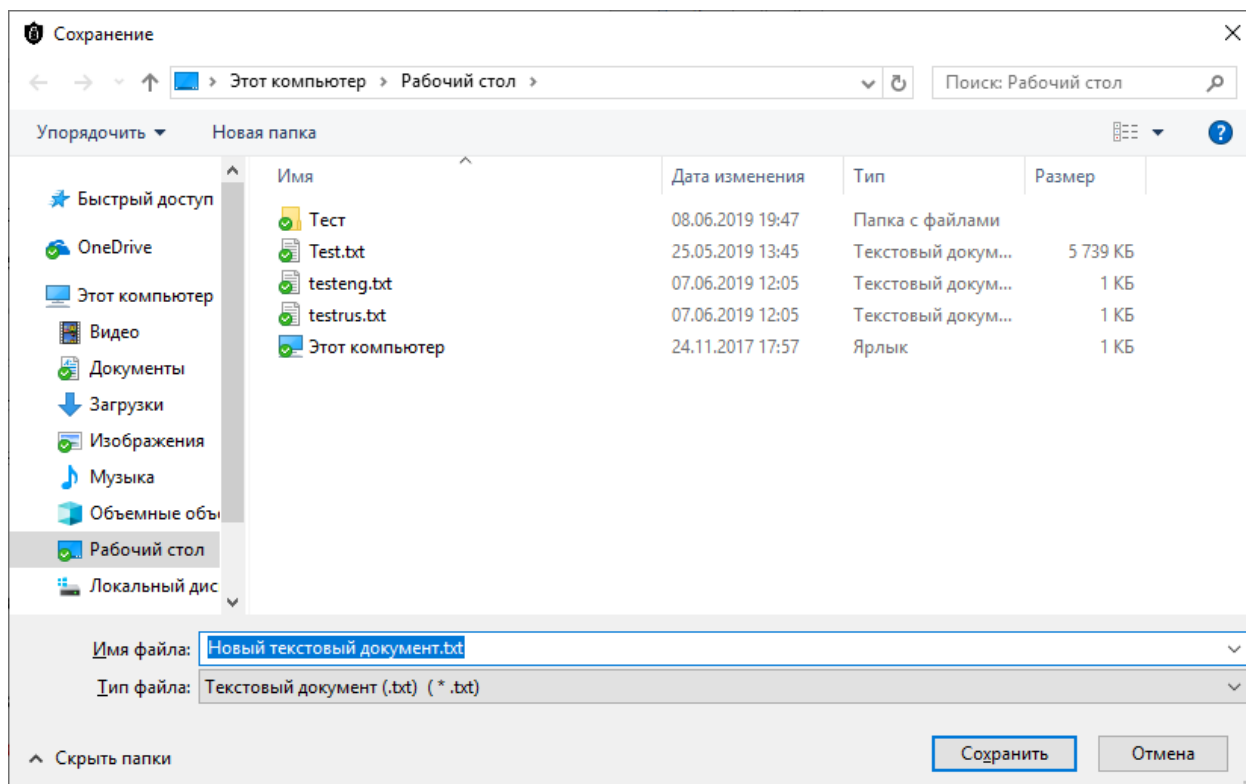 Сохранение
Этот компьютер > Рабочий стол >
Поиск: Рабочий стол
Упорядочить
Новая папка
?
Быстрый доступ
OneDrive
Этот компьютер
Видео
Документы
Загрузки
Изображения
Музыка
Объемные объ
Рабочий стол
Локальный дис
Имя Дата изменения Тип Размер
Тест 08.06.2019 19:47 Папка с файлами
Test.txt 25.05.2019 13:45 Текстовый докум... 5 739 КБ
testeng.txt 07.06.2019 12:05 Текстовый докум... 1 КБ
testrus.txt 07.06.2019 12:05 Текстовый докум... 1 КБ
Этот компьютер 24.11.2017 17:57 Ярлык 1 КБ
Имя файла: Новый текстовый документ.txt
Тип файла: Текстовый документ (.txt) ( * .txt)
Скрыть папки
Сохранить
Отмена